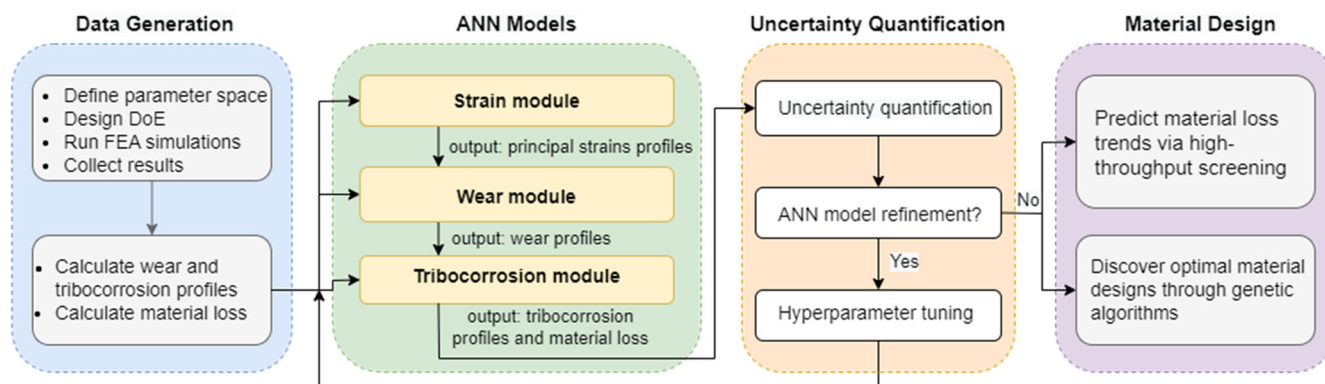 Data Generation
• Define parameter space
• Design DoE
• Run FEA simulations
• Collect results
• Calculate wear and
tribocorrosion profiles
• Calculate material loss
ANN Models
Strain module
output: principal strains profiles
Wear module
output: wear profiles
Tribocorrosion module
output: tribocorrosion
profiles and material loss
Uncertainty Quantification
Uncertainty quantification
ANN model refinement?
No
Yes
Hyperparameter tuning
Material Design
Predict material loss
trends via high-
throughput screening
Discover optimal material
designs through genetic
algorithms